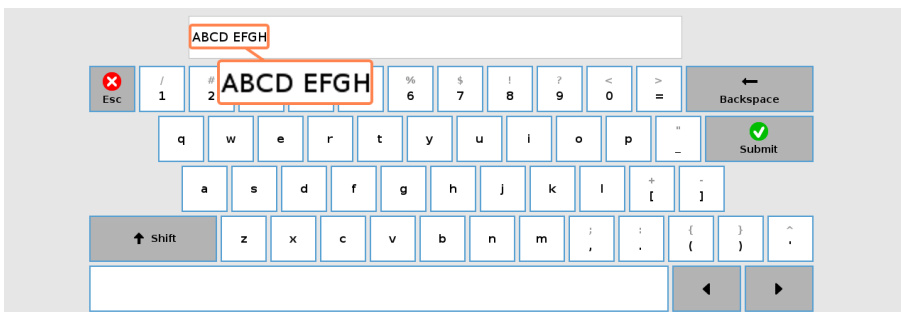 ABCD EFGH
ABCD EFGH
Esc / 1 # 2 % 6 $ 7 ! 8 ? 9 < 0 > = Backspace
q w e r t y u i o p " _ Submit
a s d f g h j k l + [ - ]
Shift z x c v b n m ; , : . { ( } ) ^ '